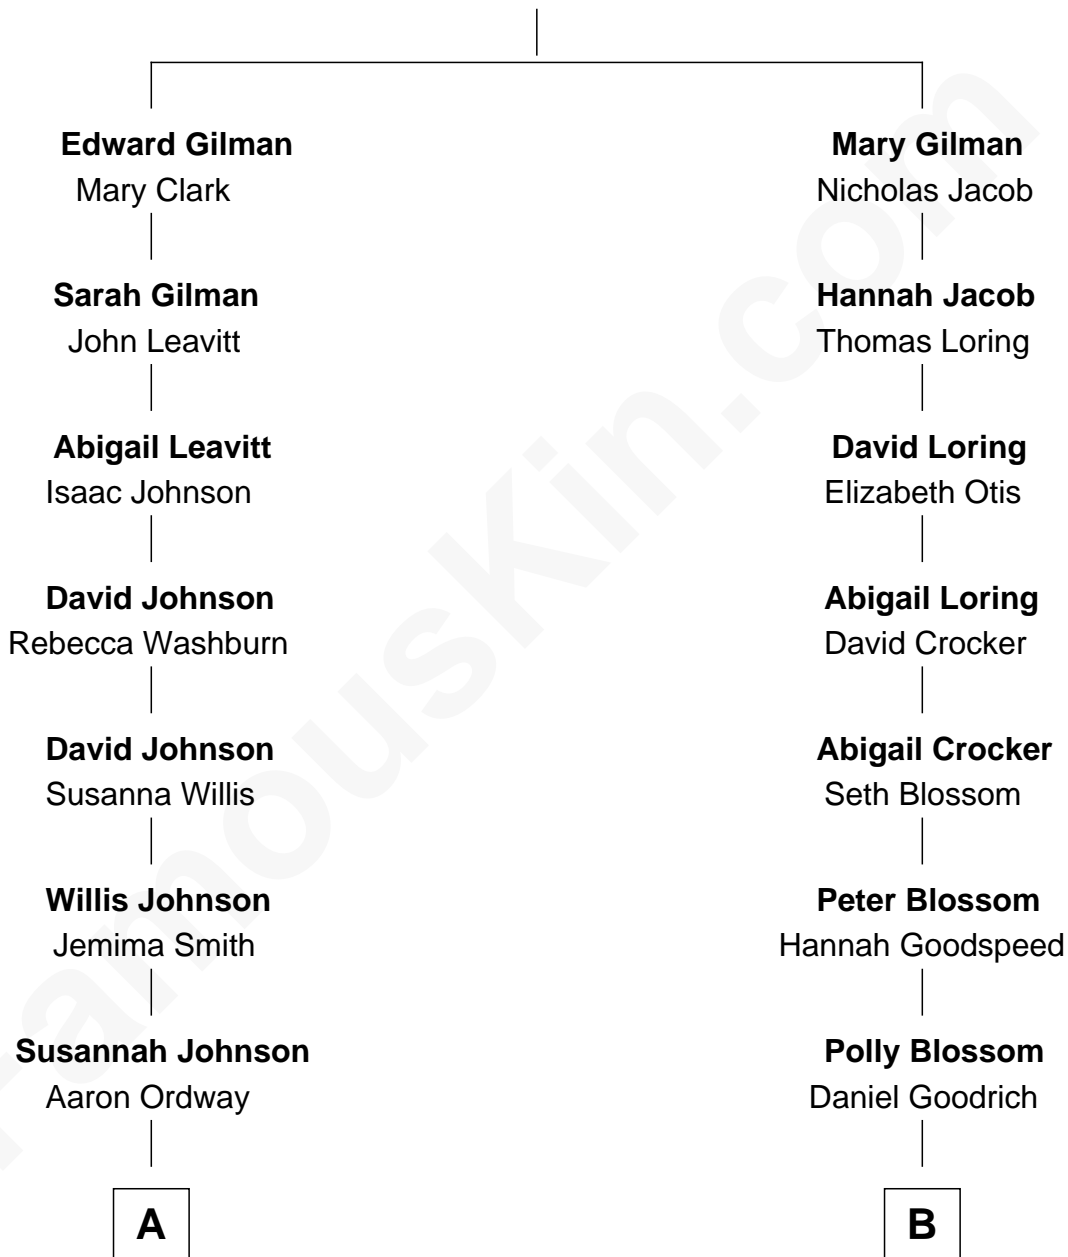 Edward Gilman
Mary Clark
Sarah Gilman
John Leavitt
Abigail Leavitt
Isaac Johnson
David Johnson
Rebecca Washburn
David Johnson
Susanna Willis
Willis Johnson
Jemima Smith
Susannah Johnson
Aaron Ordway
A
Mary Gilman
Nicholas Jacob
Hannah Jacob
Thomas Loring
David Loring
Elizabeth Otis
Abigail Loring
David Crocker
Abigail Crocker
Seth Blossom
Peter Blossom
Hannah Goodspeed
Polly Blossom
Daniel Goodrich
B
FamousKin.com